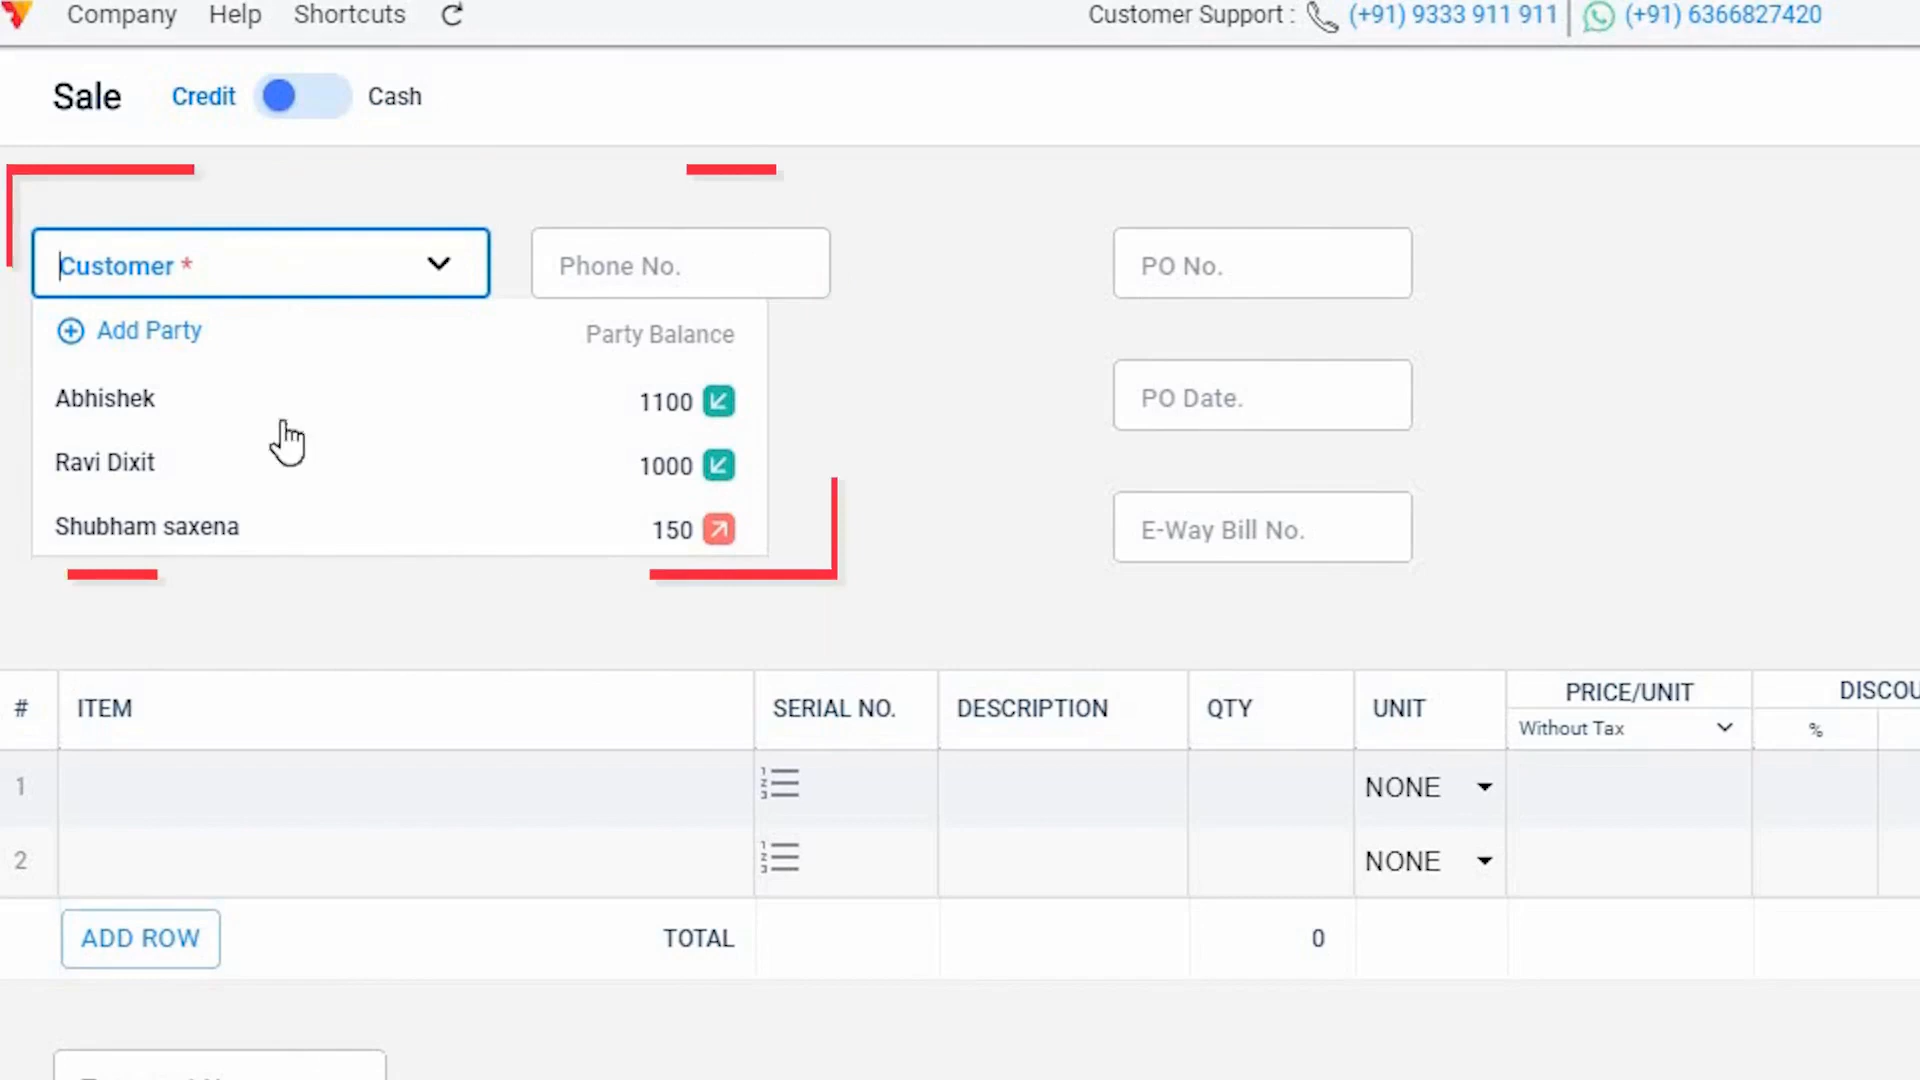 Company Help Shortcuts Customer Support : (+91) 9333 911 911 | (+91) 6366827420
Sale Credit Cash
Customer * Phone No. PO No.
Add Party Party Balance
Abhishek 1100 PO Date.
Ravi Dixit 1000
Shubham saxena 150 E-Way Bill No.
# ITEM SERIAL NO. DESCRIPTION QTY UNIT PRICE/UNIT DISCOU
Without Tax %
1 NONE
2 NONE
ADD ROW TOTAL 0